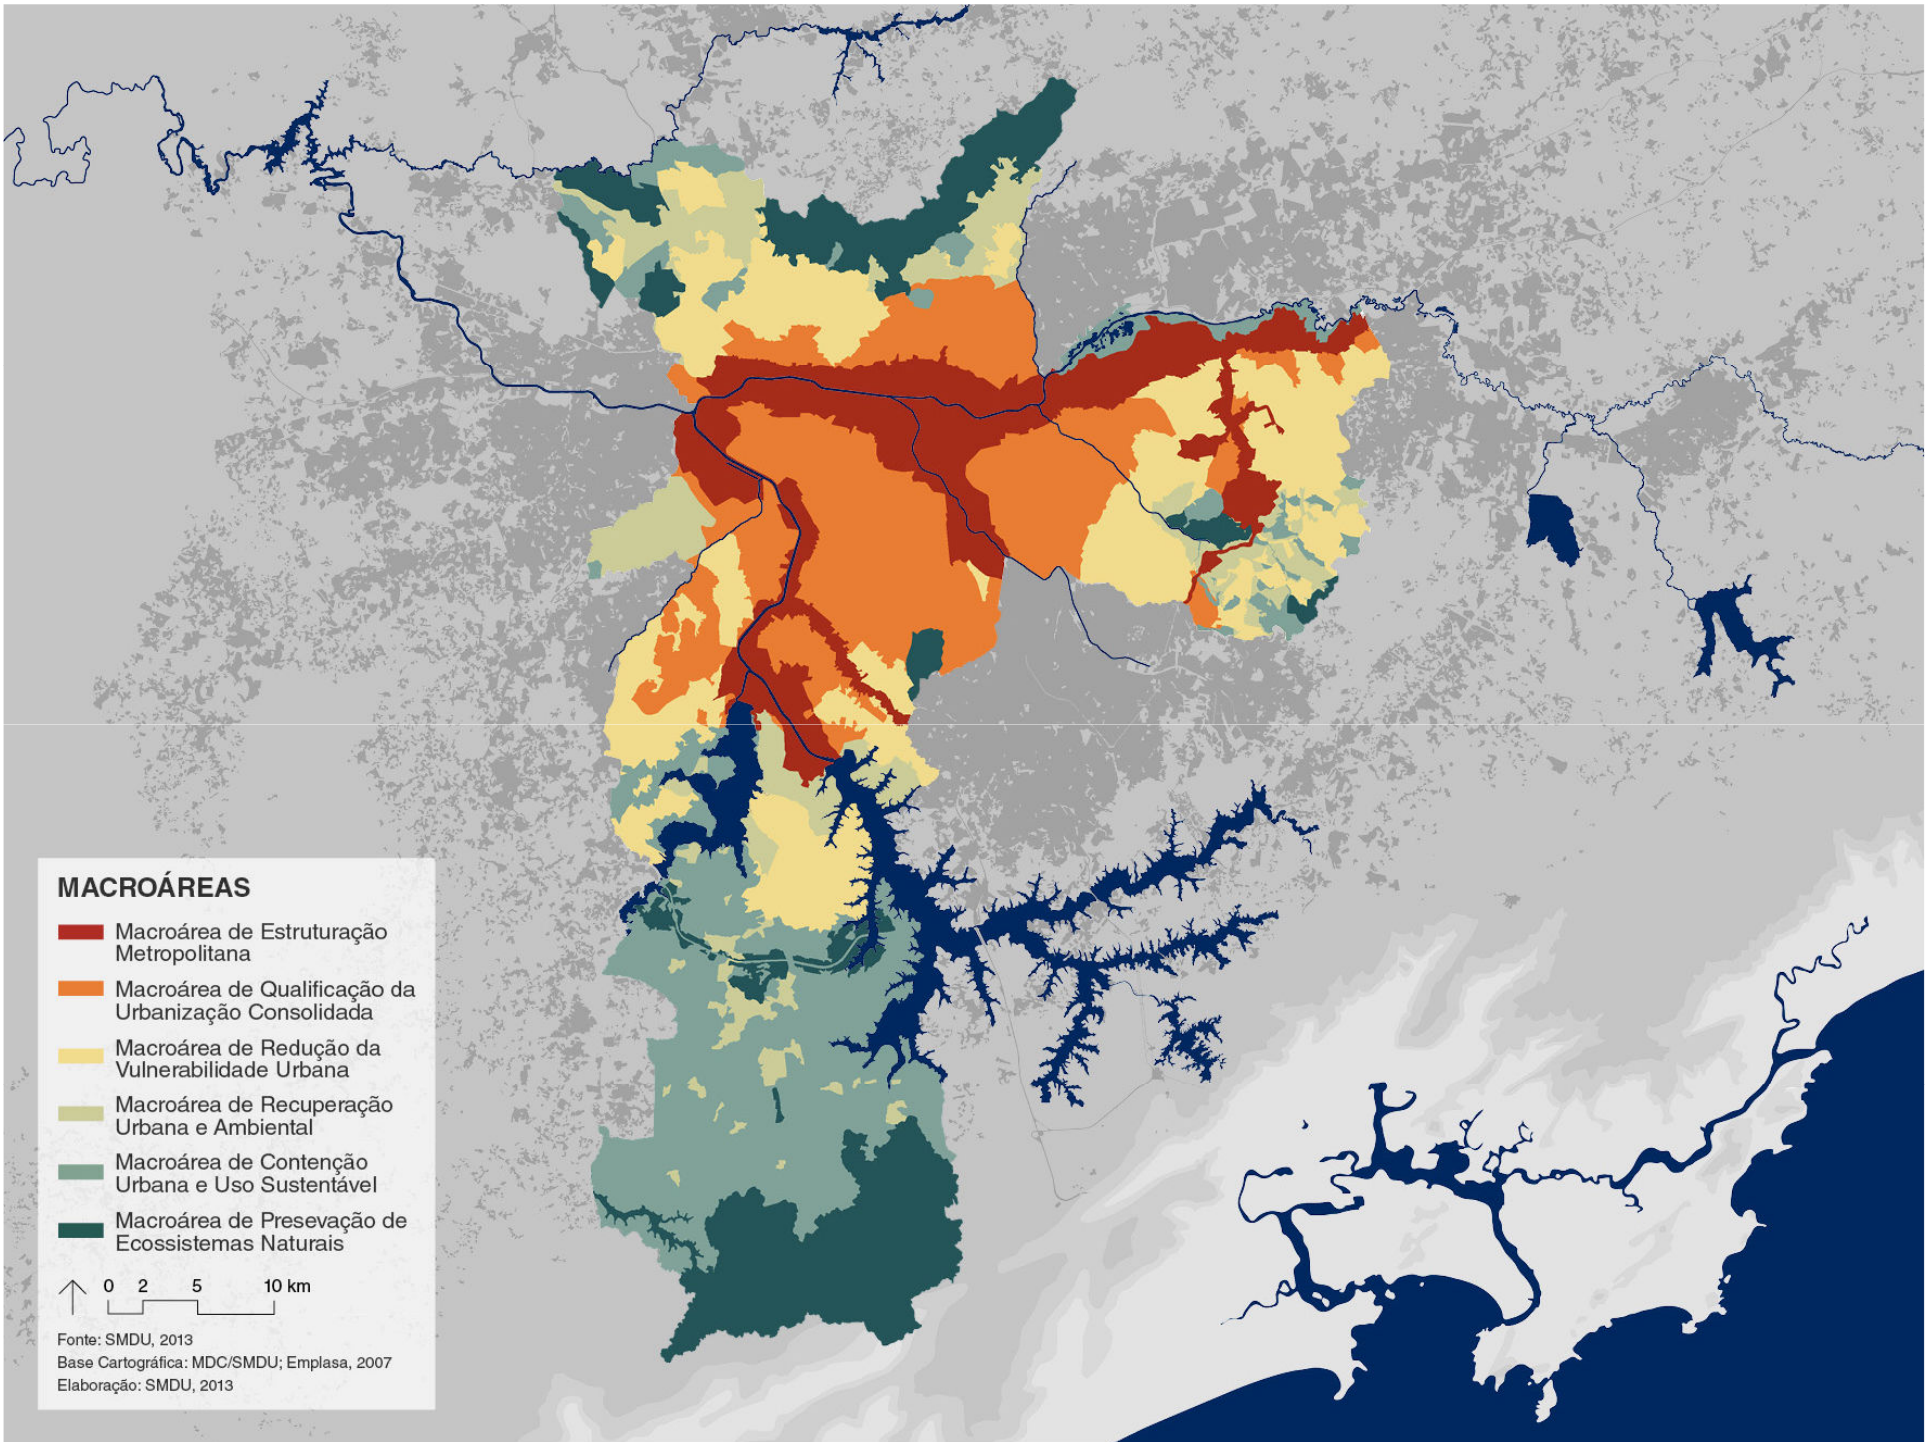 MACROÁREAS
Macroárea de Estruturação
Metropolitana
Macroárea de Qualificação da
Urbanização Consolidada
Macroárea de Redução da
Vulnerabilidade Urbana
Macroárea de Recuperação
Urbana e Ambiental
Macroárea de Contenção
Urbana e Uso Sustentável
Macroárea de Presevação de
Ecossistemas Naturais
0 2 5 10 km
Fonte: SMDU, 2013
Base Cartográfica: MDC/SMDU; Emplasa, 2007
Elaboração: SMDU, 2013